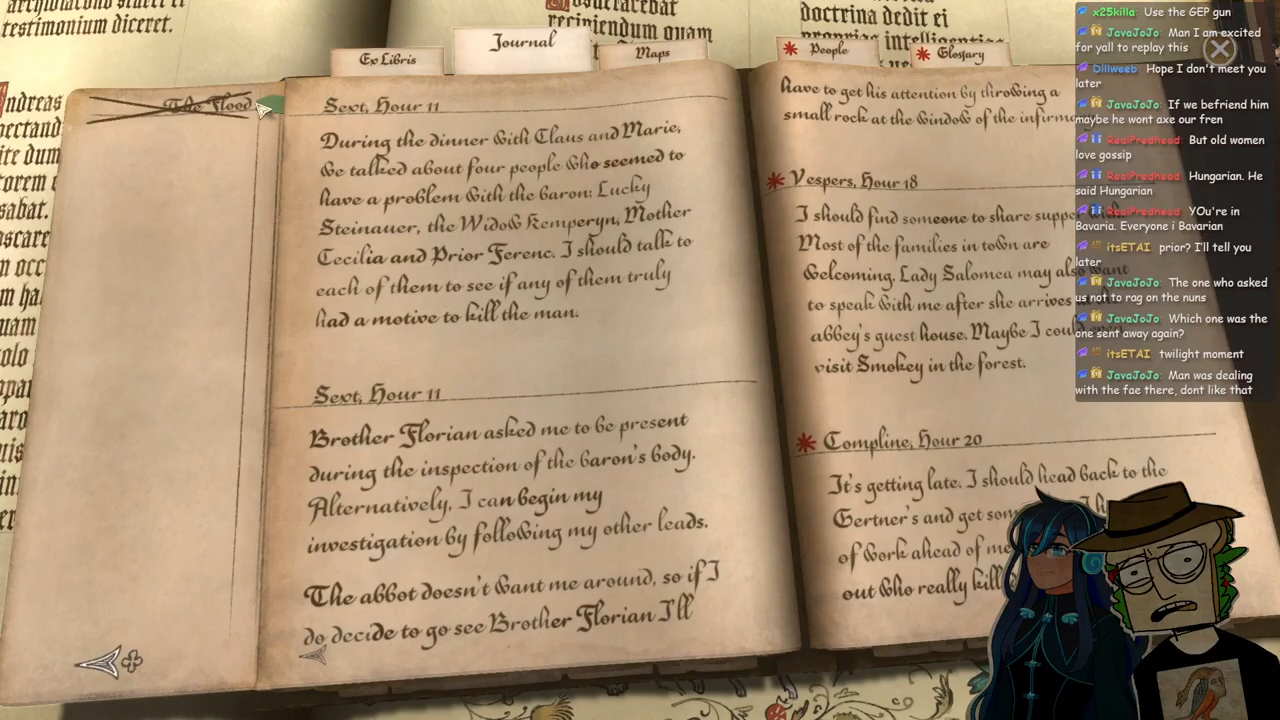 archidiaconus staret et
testimonium diceret.
recipiendum quam
doctrina dedit ei
Ex Libris
Journal
Maps
People
Glossary
The Flood
Sext, Hour 11
During the dinner with Claus and Marie,
we talked about four people who seemed to
have a problem with the baron: Lucky
Steinauer, the Widow Kemperyn, Mother
Cecilia and Prior Ferenc. I should talk to
each of them to see if any of them truly
had a motive to kill the man.
Sext, Hour 11
Brother Florian asked me to be present
during the inspection of the baron's body.
Alternatively, I can begin my
investigation by following my other leads.
The abbot doesn't want me around, so if I
do decide to go see Brother Florian I'll
have to get his attention by throwing a
small rock at the window of the
Vespers, Hour 18
I should find someone to share
Most of the families in town are
welcoming. Lady Salomea may also want
to speak with me after she arrives
abbey's guest house. Maybe I could
visit Smokey in the forest.
Compline, Hour 20
It's getting late. I should head back to the
Gertner's and get
of work ahead of me
out who really
x25killa: Use the GEP gun
JavaJoJo: Man I am excited
for yall to replay this
Dillweeb: Hope I don't meet you
later
JavaJoJo: If we befriend him
maybe he wont axe our fren
RealPredhead: But old women
love gossip
RealPredhead: Hungarian. He
said Hungarian
RealPredhead: YOu're in
Bavaria. Everyone i Bavarian
itsETAI: prior? I'll tell you
later
JavaJoJo: The one who asked
us not to rag on the nuns
JavaJoJo: Which one was the
one sent away again?
itsETAI: twilight moment
JavaJoJo: Man was dealing
with the fae there, dont like that